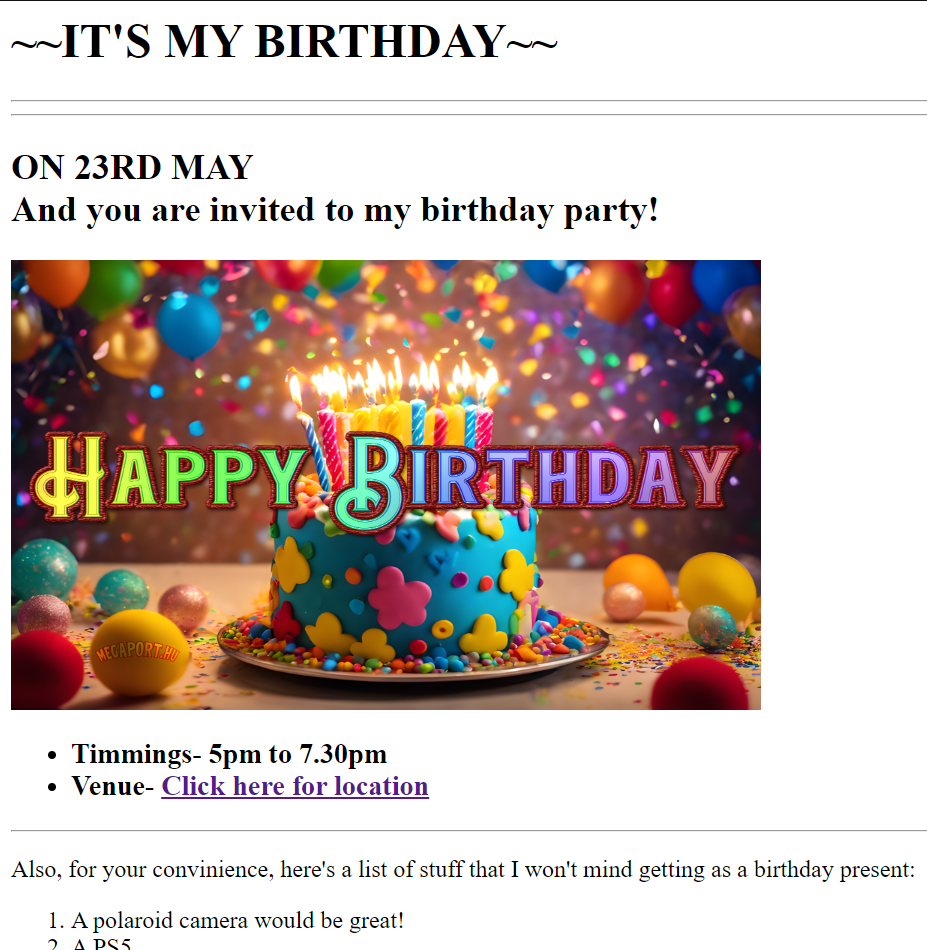 ~~IT'S MY BIRTHDAY~~
ON 23RD MAY
And you are invited to my birthday party!
HAPPY BIRTHDAY
MEGAPORT.HU
• Timmings- 5pm to 7.30pm
• Venue- Click here for location
Also, for your convinience, here's a list of stuff that I won't mind getting as a birthday present:
1. A polaroid camera would be great!
2. A PS5